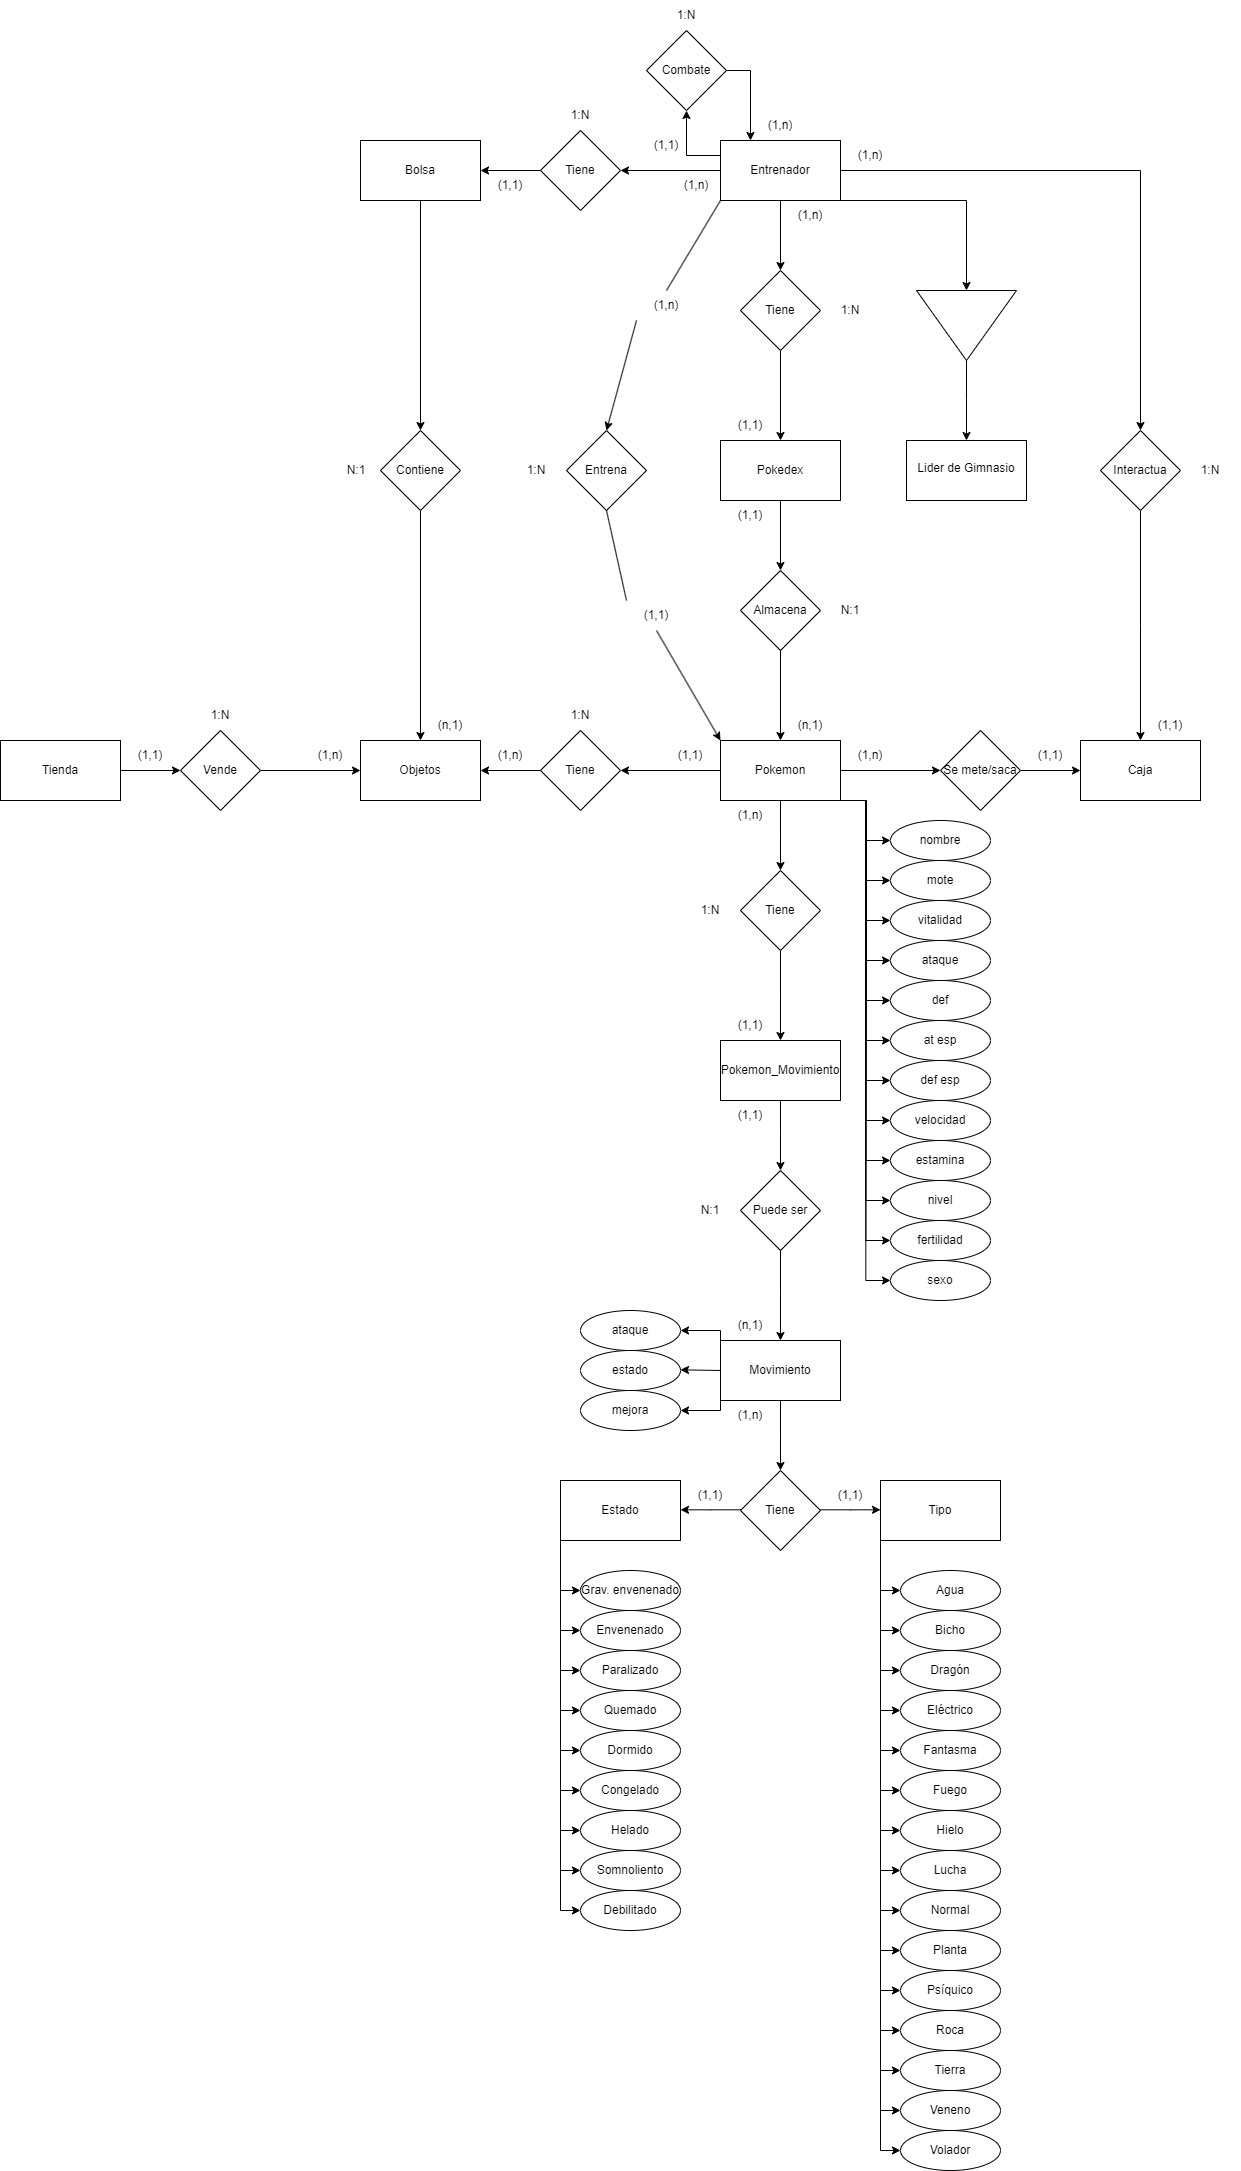 1:N
Combate
1:N
(1,n)
(1,1)
(1,n)
Bolsa
Tiene
Entrenador
(1,1)
(1,n)
(1,n)
(1,n)
Tiene
1:N
(1,1)
N:1
Contiene
1:N
Entrena
Pokedex
Lider de Gimnasio
Interactua
1:N
(1,1)
Almacena
N:1
(1,1)
1:N
1:N
(n,1)
(n,1)
(1,1)
(1,1)
(1,n)
(1,n)
(1,1)
(1,n)
(1,1)
Tienda
Vende
Objetos
Tiene
Pokemon
Se mete/saca
Caja
(1,n)
nombre
mote
1:N
Tiene
vitalidad
ataque
def
(1,1)
at esp
Pokemon_Movimiento
def esp
(1,1)
velocidad
estamina
N:1
Puede ser
nivel
fertilidad
sexo
(n,1)
ataque
estado
Movimiento
mejora
(1,n)
(1,1)
(1,1)
Estado
Tiene
Tipo
Grav. envenenado
Agua
Envenenado
Bicho
Paralizado
Dragón
Quemado
Eléctrico
Dormido
Fantasma
Congelado
Fuego
Helado
Hielo
Somnoliento
Lucha
Debilitado
Normal
Planta
Psíquico
Roca
Tierra
Veneno
Volador